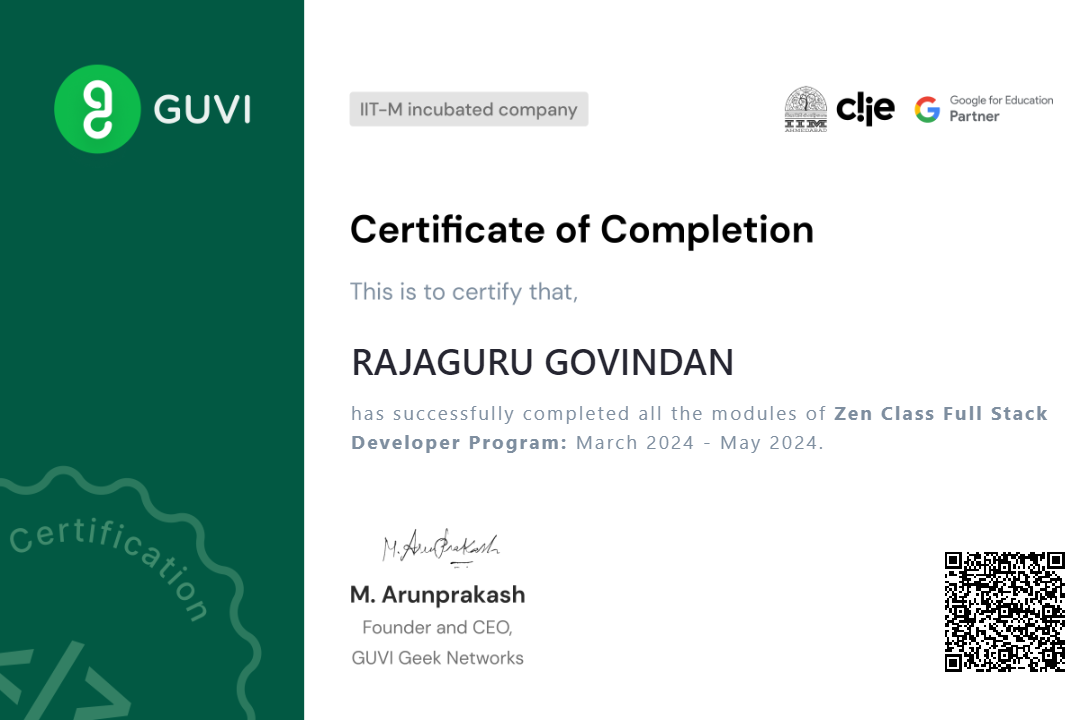 GUVI
IIT-M incubated company
IIM
AHMEDABAD
c!ie
Google for Education
Partner
Certificate of Completion
This is to certify that,
RAJAGURU GOVINDAN
has successfully completed all the modules of Zen Class Full Stack
Developer Program: March 2024 - May 2024.
Certification
</>
M. Arunprakash
M. Arunprakash
Founder and CEO,
GUVI Geek Networks